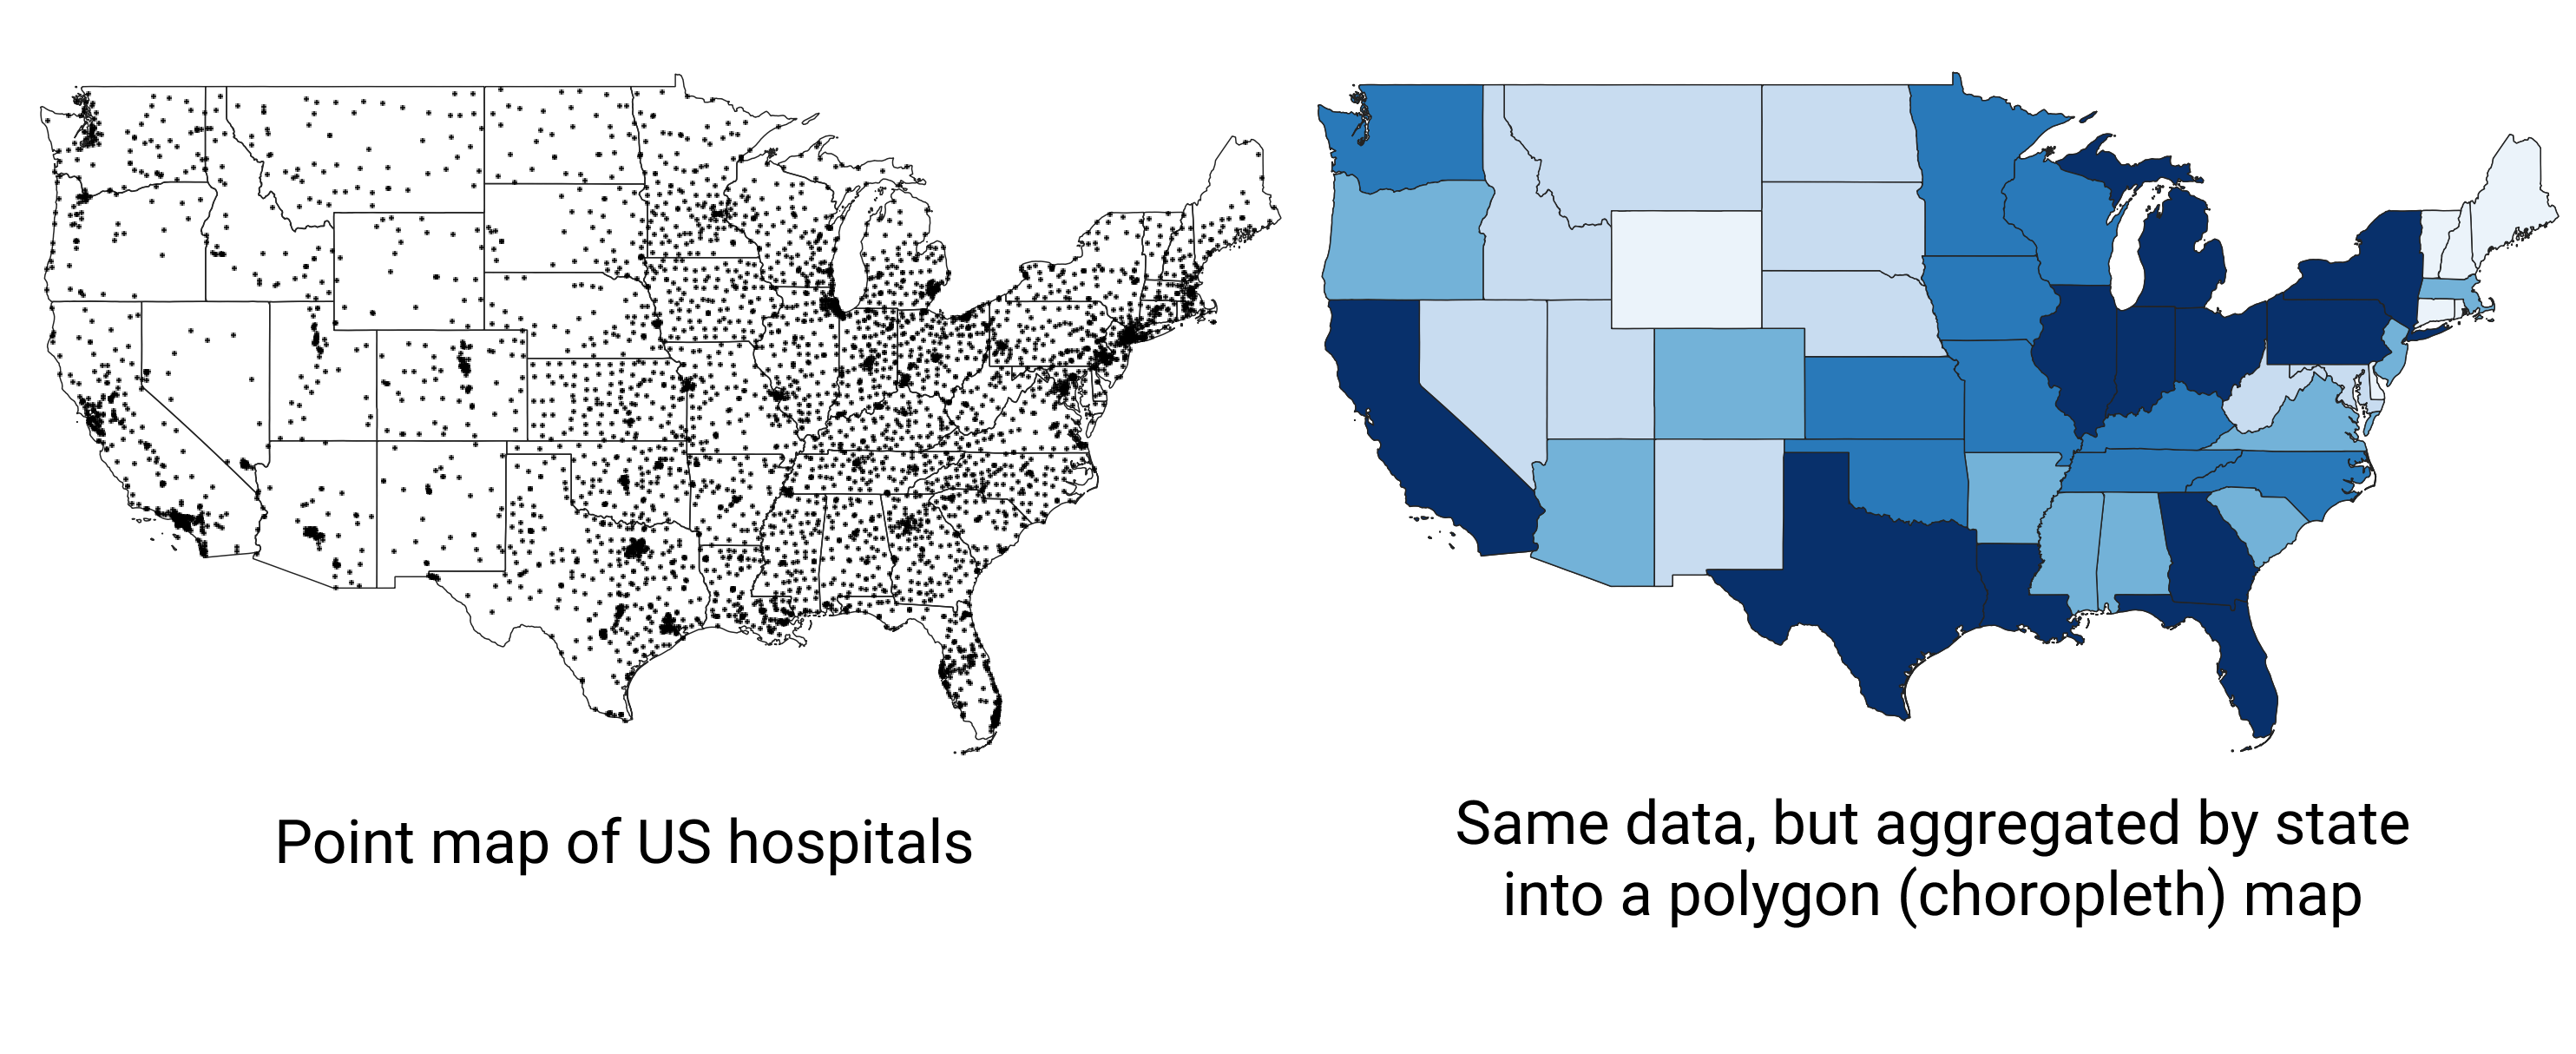 Point map of US hospitals
Same data, but aggregated by state
into a polygon (choropleth) map